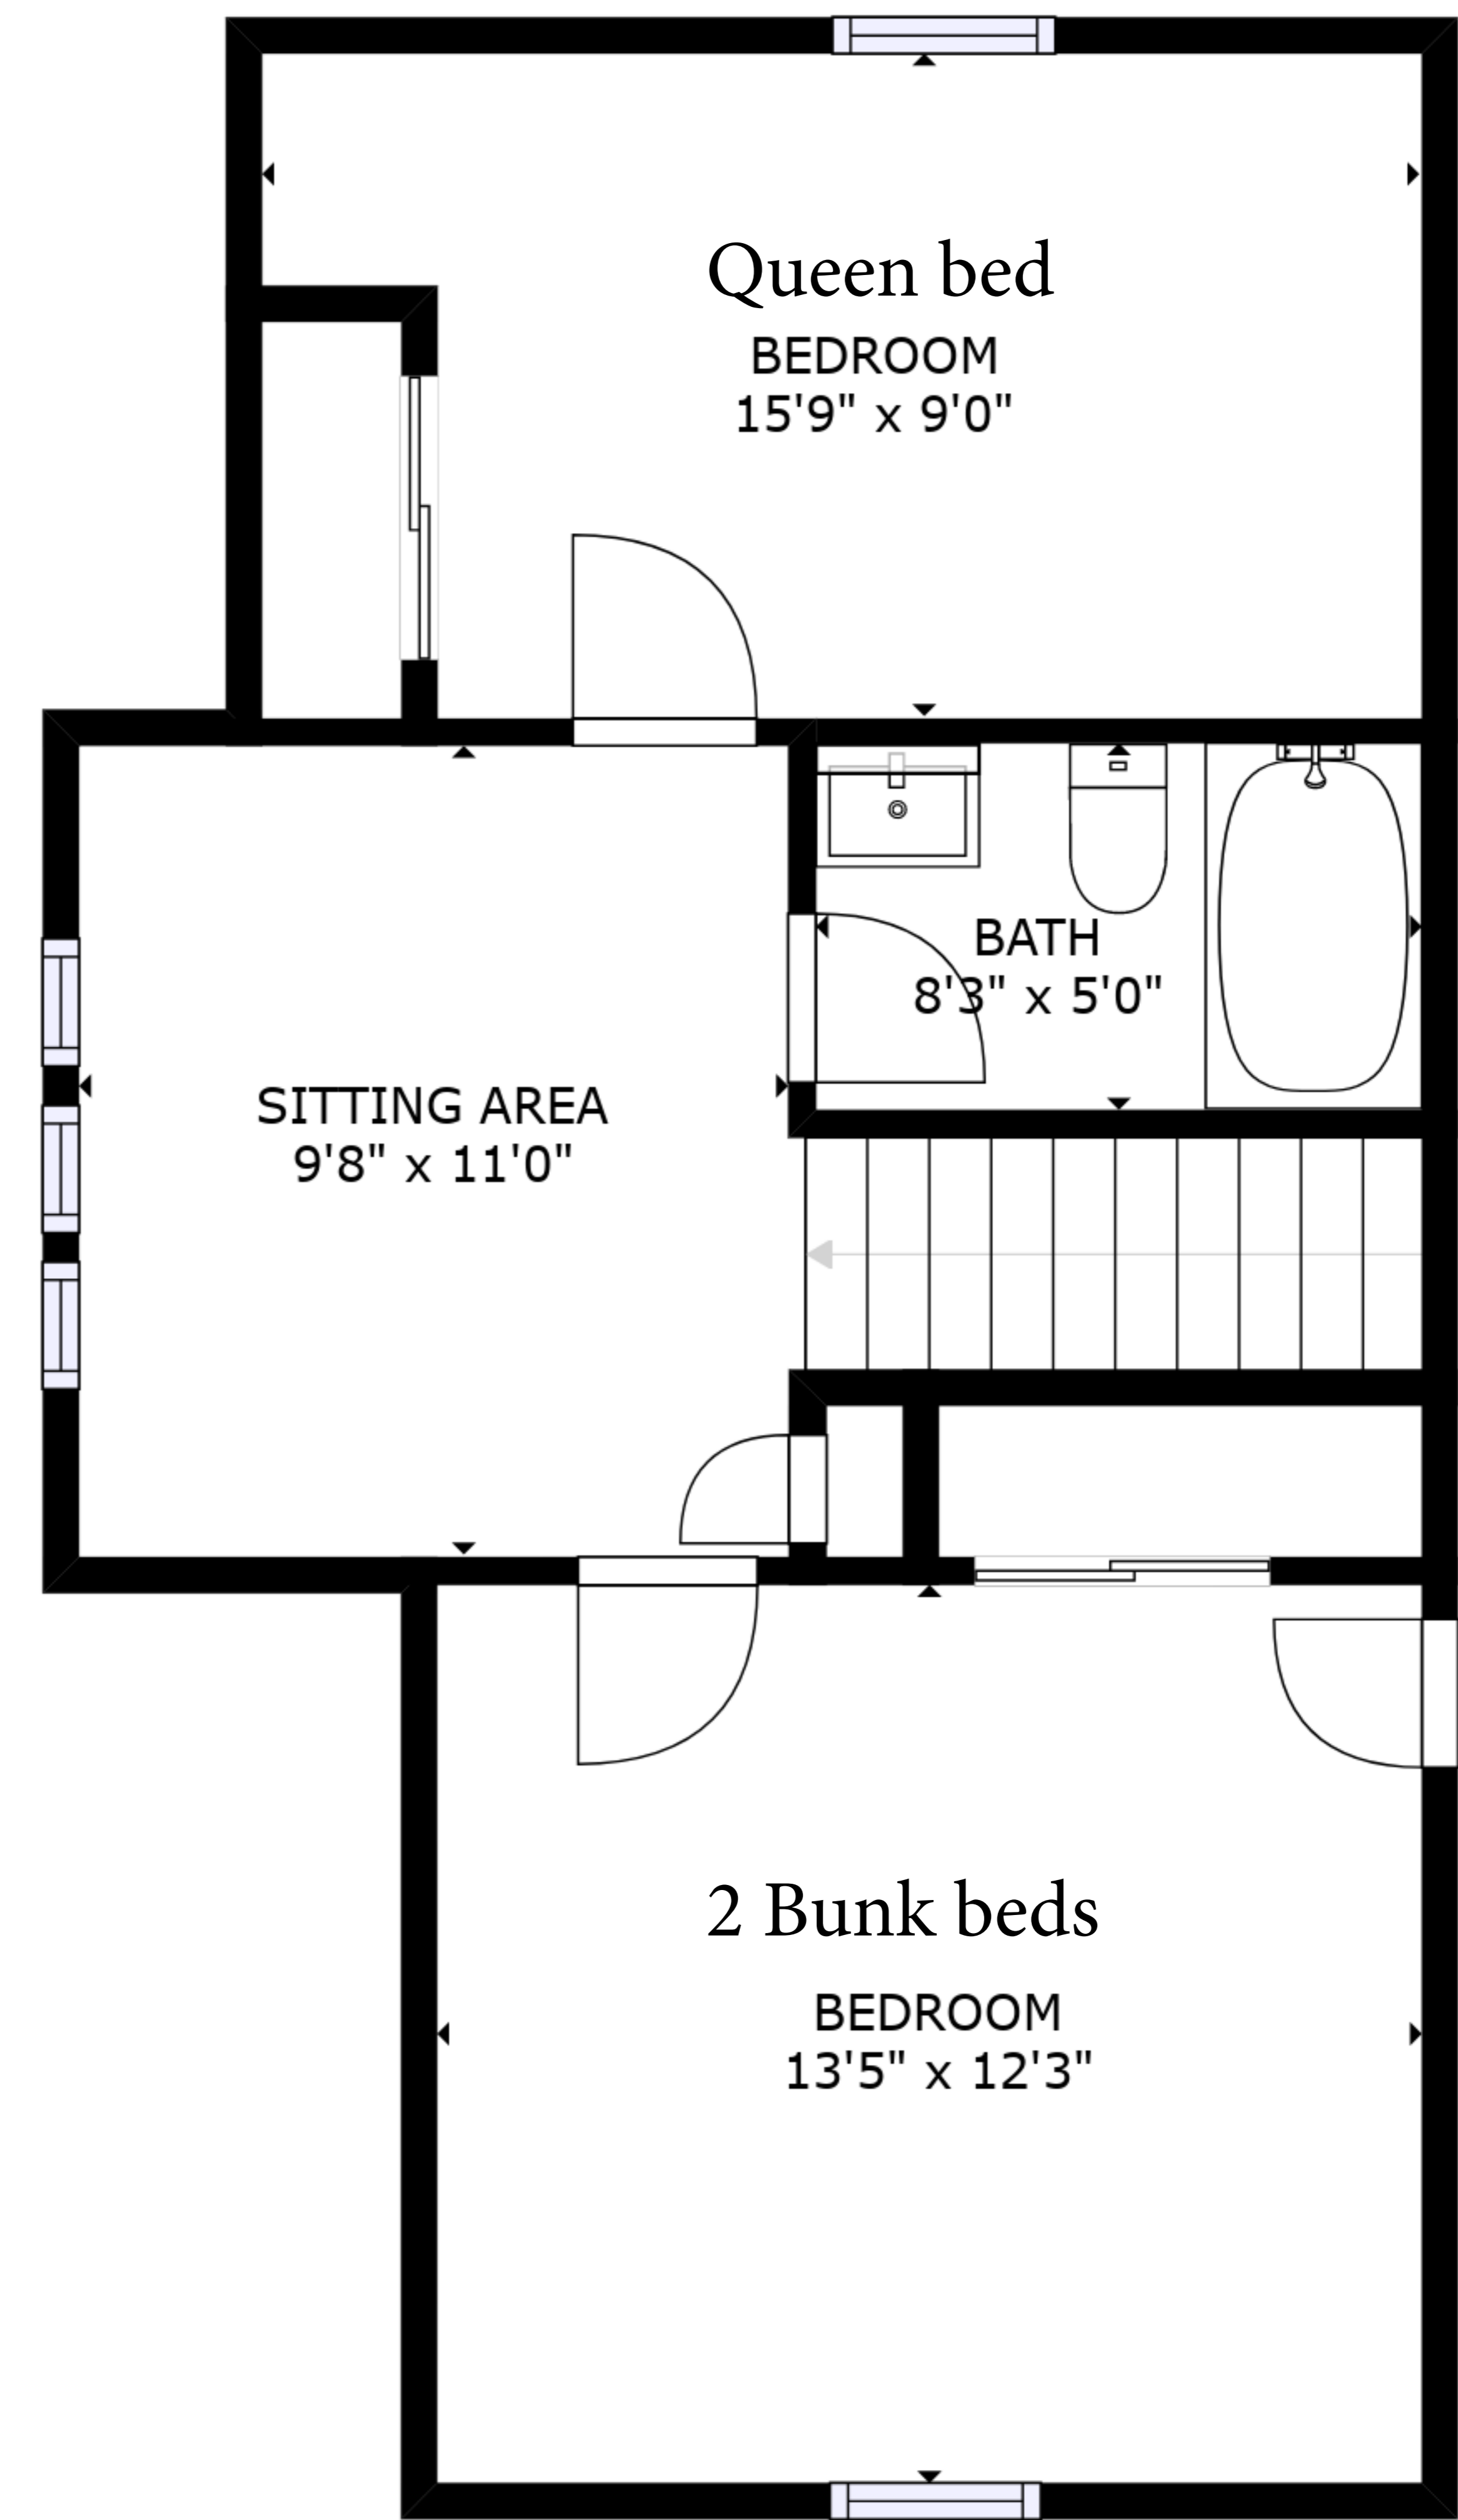 Queen bed
BEDROOM
15'9" x 9'0"
BATH
8'3" x 5'0"
SITTING AREA
9'8" x 11'0"
2 Bunk beds
BEDROOM
13'5" x 12'3"